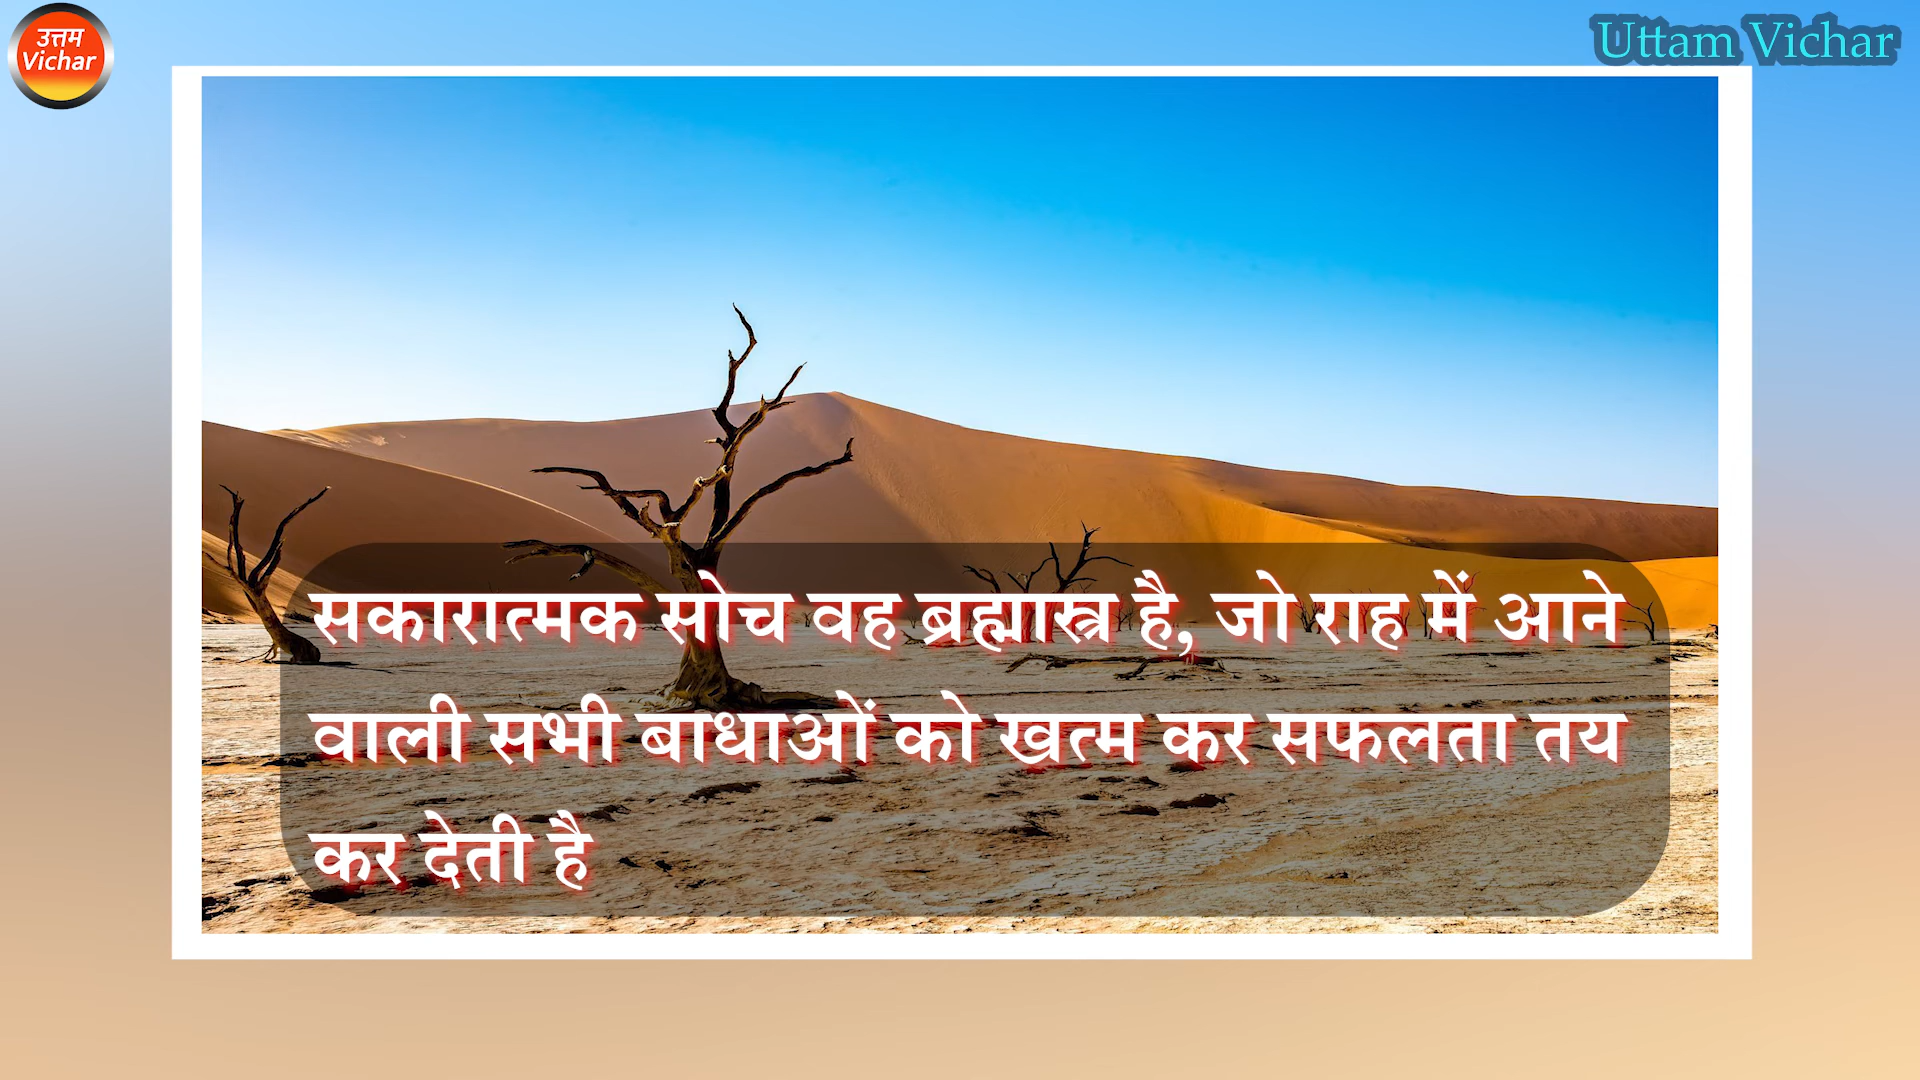 उत्तम
Vichar
Uttam Vichar
सकारात्मक सोच वह ब्रह्मास्त्र है, जो राह में आने
वाली सभी बाधाओं को खत्म कर सफलता तय
कर देती है